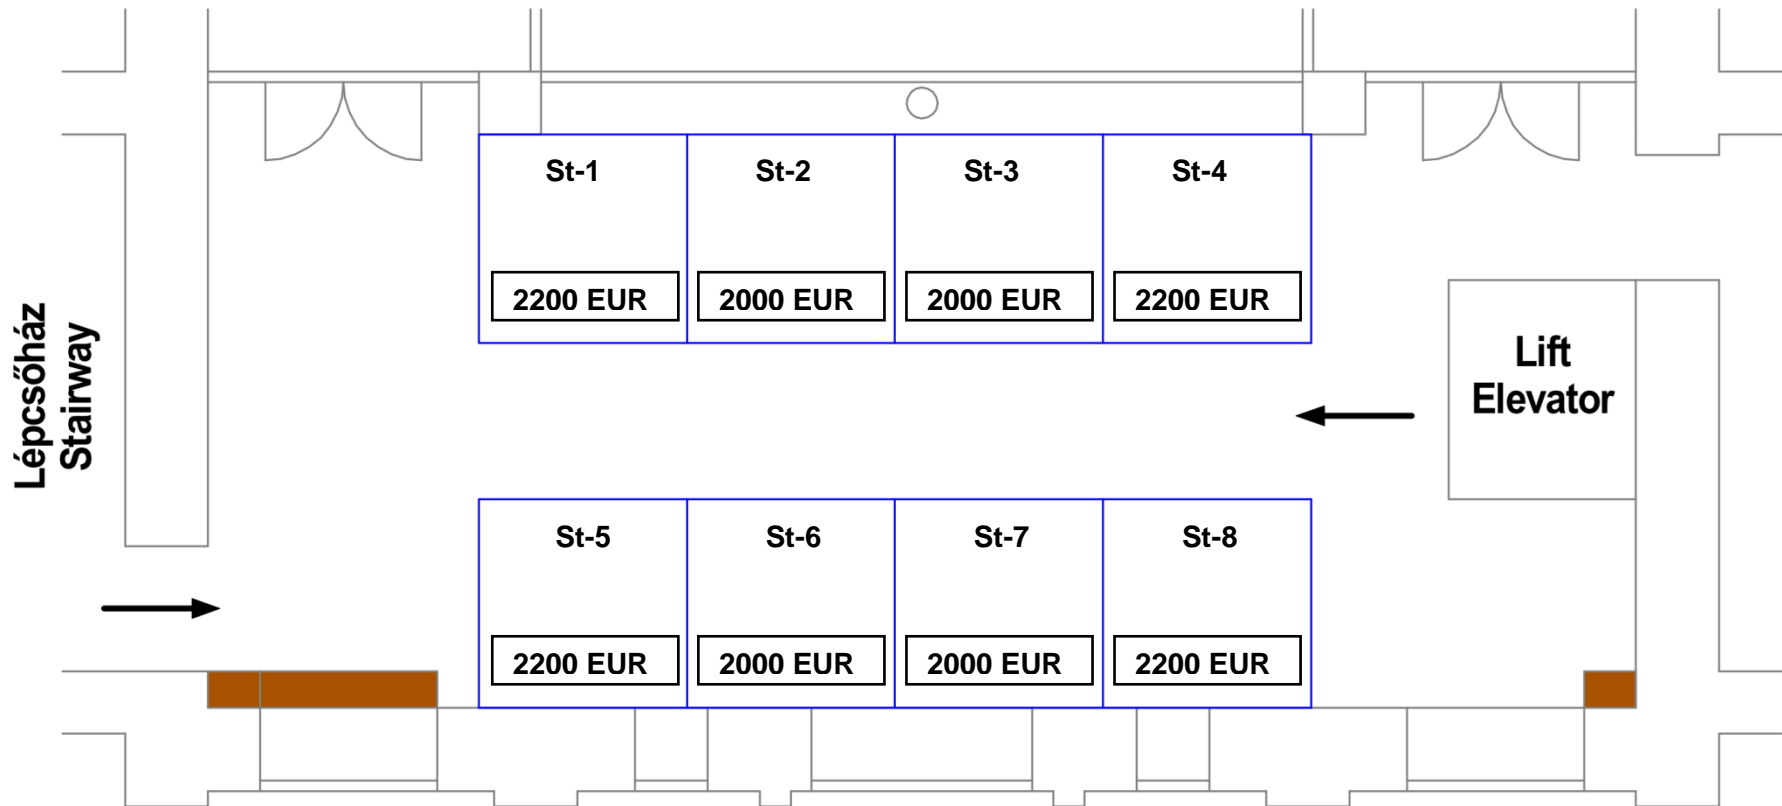 St-1
St-2
St-3
St-4
2200 EUR
2000 EUR
2000 EUR
2200 EUR
Lépcsőház
Stairway
Lift
Elevator
St-5
St-6
St-7
St-8
2200 EUR
2000 EUR
2000 EUR
2200 EUR